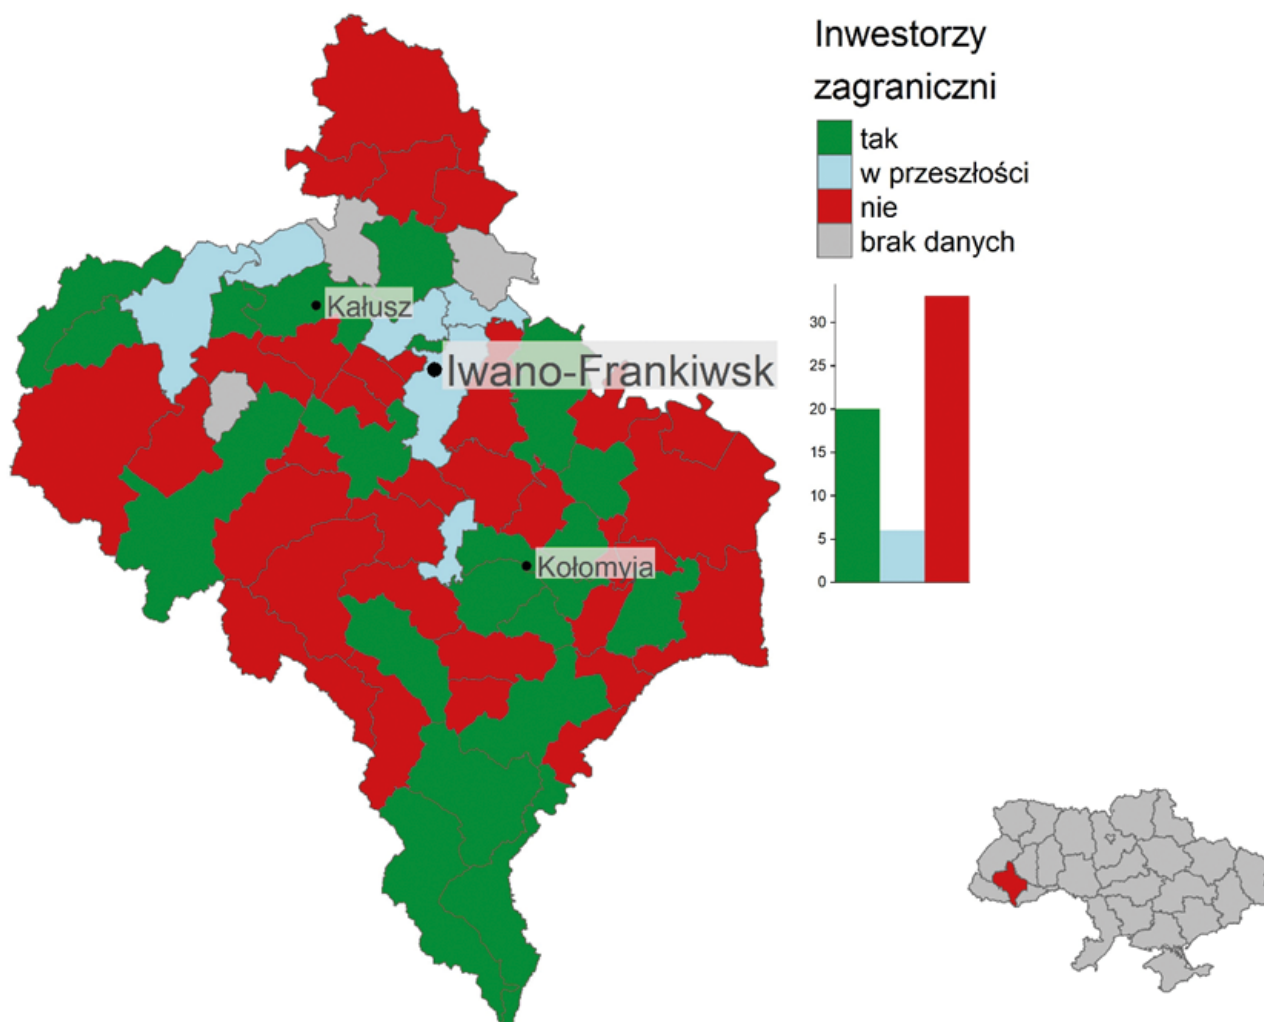 Inwestorzy
zagraniczni
tak
w przeszłości
nie
brak danych
Kałusz
Iwano-Frankiwsk
Kołomyja
30
25
20
15
10
5
0